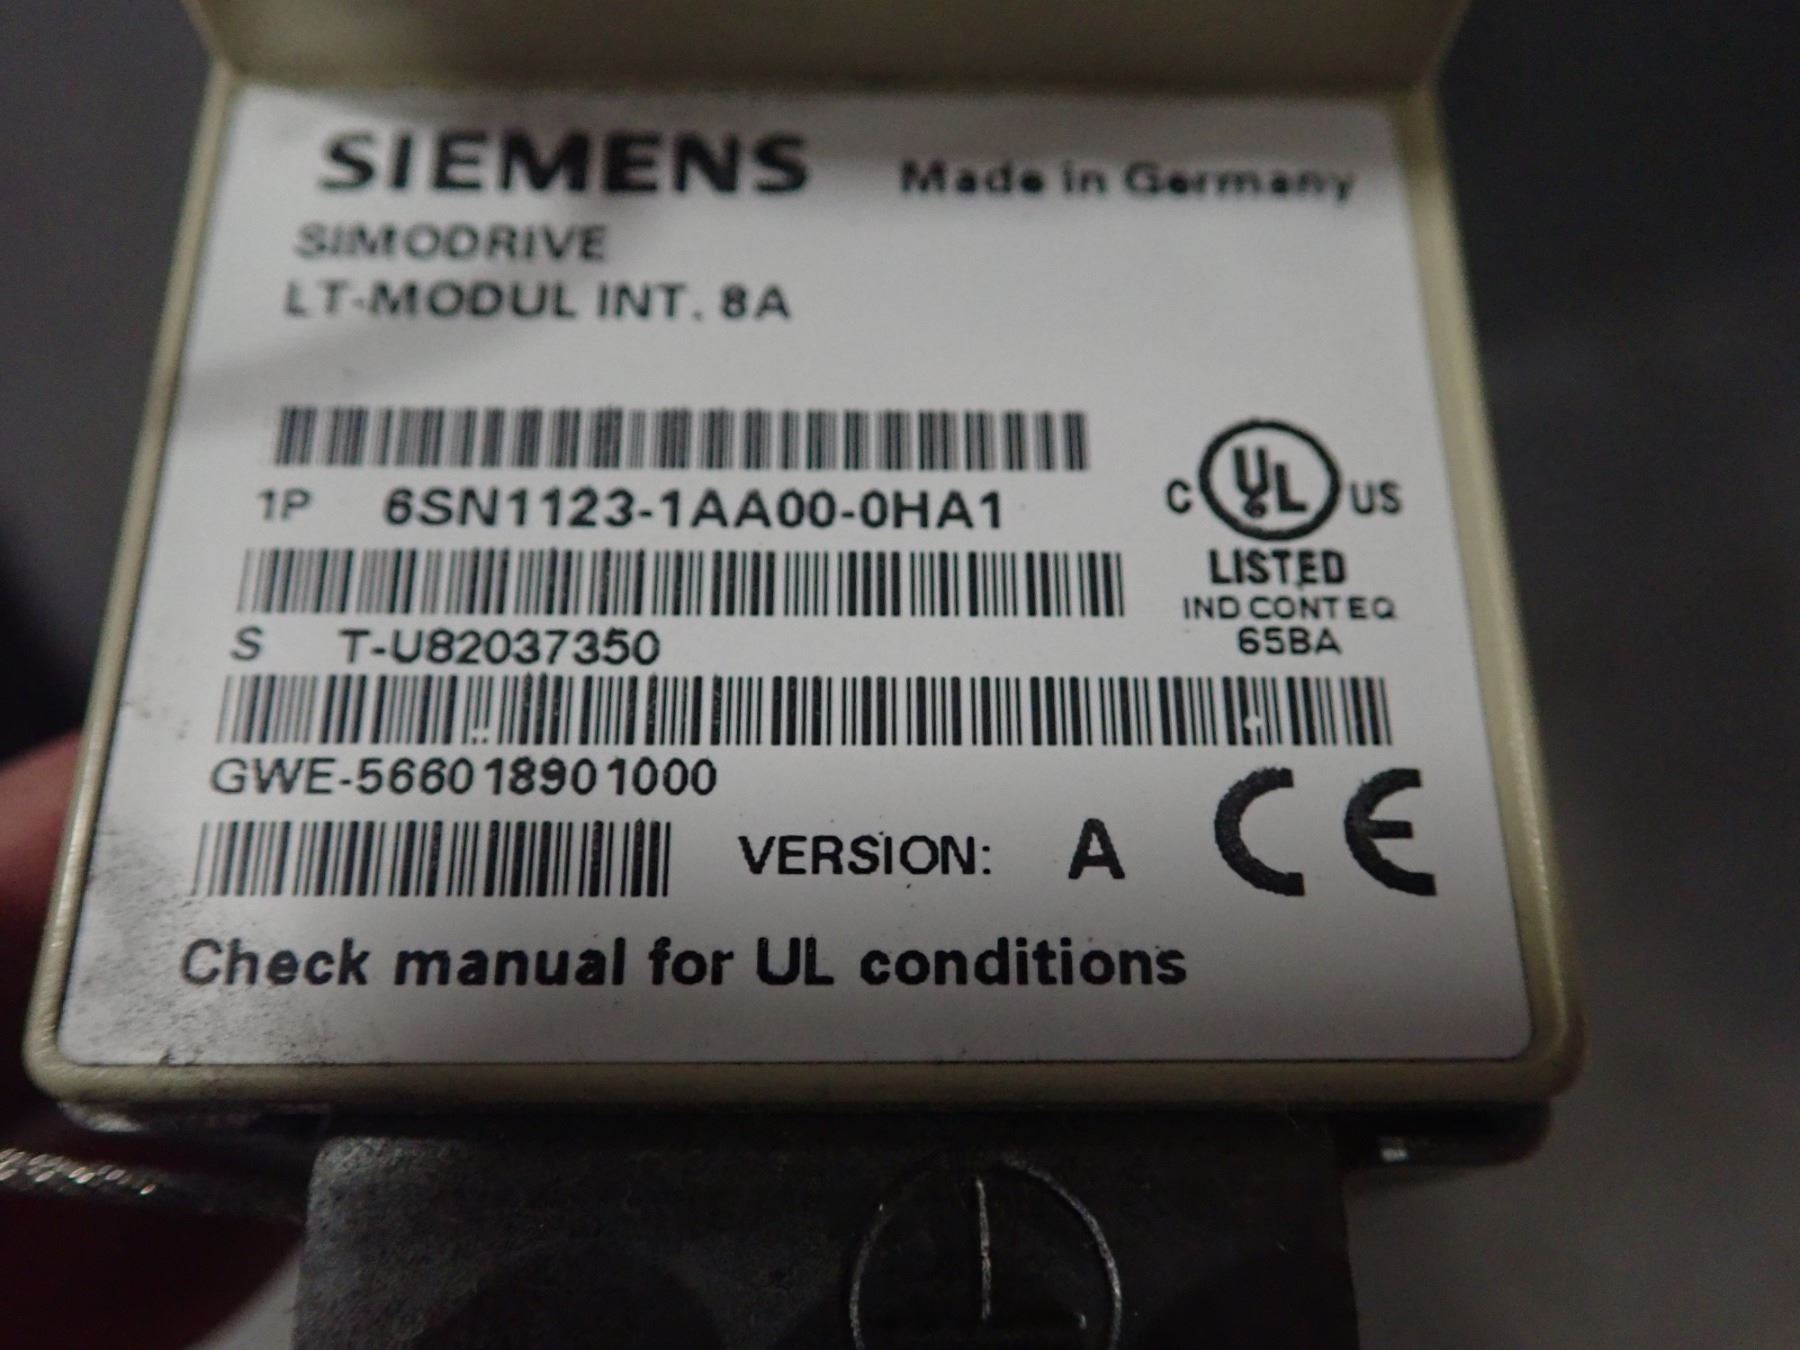 SIEMENS Made in Germany
SIMODRIVE
LT-MODUL INT. 8A
1P 6SN1123-1AA00-0HA1
C UL US
LISTED
IND CONT EQ
65BA
S T-U82037350
GWE-566018901000
VERSION: A CE
Check manual for UL conditions